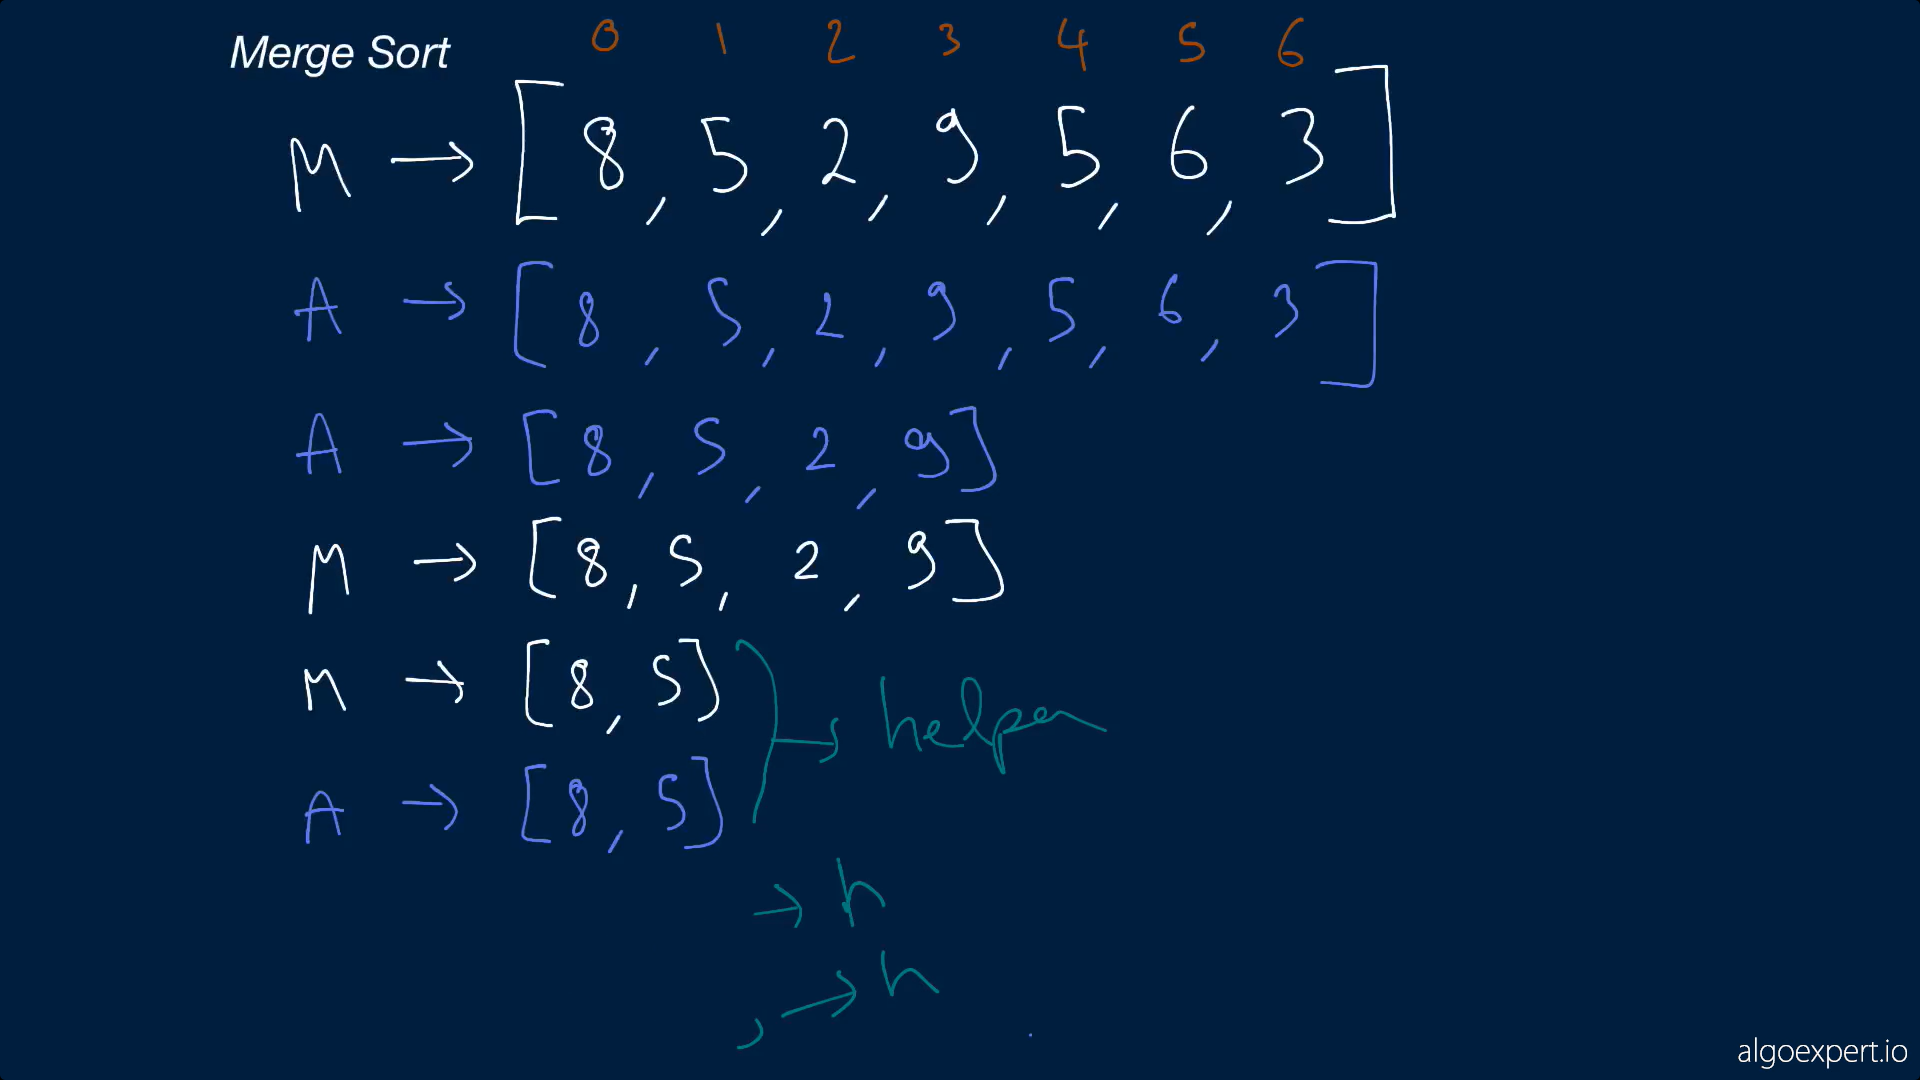 Merge Sort
0 1 2 3 4 5 6
M → [8, 5, 2, 9, 5, 6, 3]
A → [8, 5, 2, 9, 5, 6, 3]
A → [8, 5, 2, 9]
M → [8, 5, 2, 9]
M → [8, 5]
→ helper
A → [8, 5]
→ h
, → h
algoexpert.io